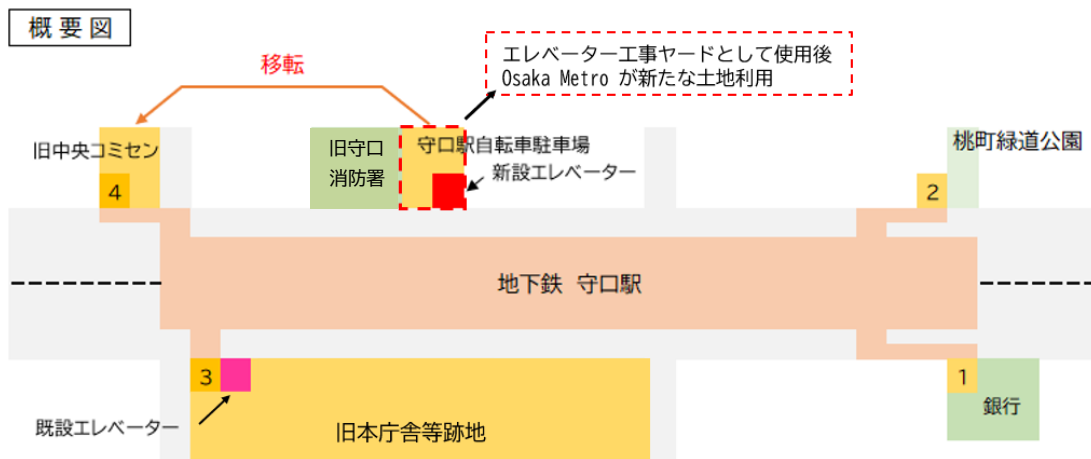 概要図
エレベーター工事ヤードとして使用後
Osaka Metro が新たな土地利用
移転
旧中央コミセン
旧守口
消防署
守口駅自転車駐車場
新設エレベーター
桃町緑道公園
4
2
地下鉄 守口駅
3
1
既設エレベーター
旧本庁舎等跡地
銀行